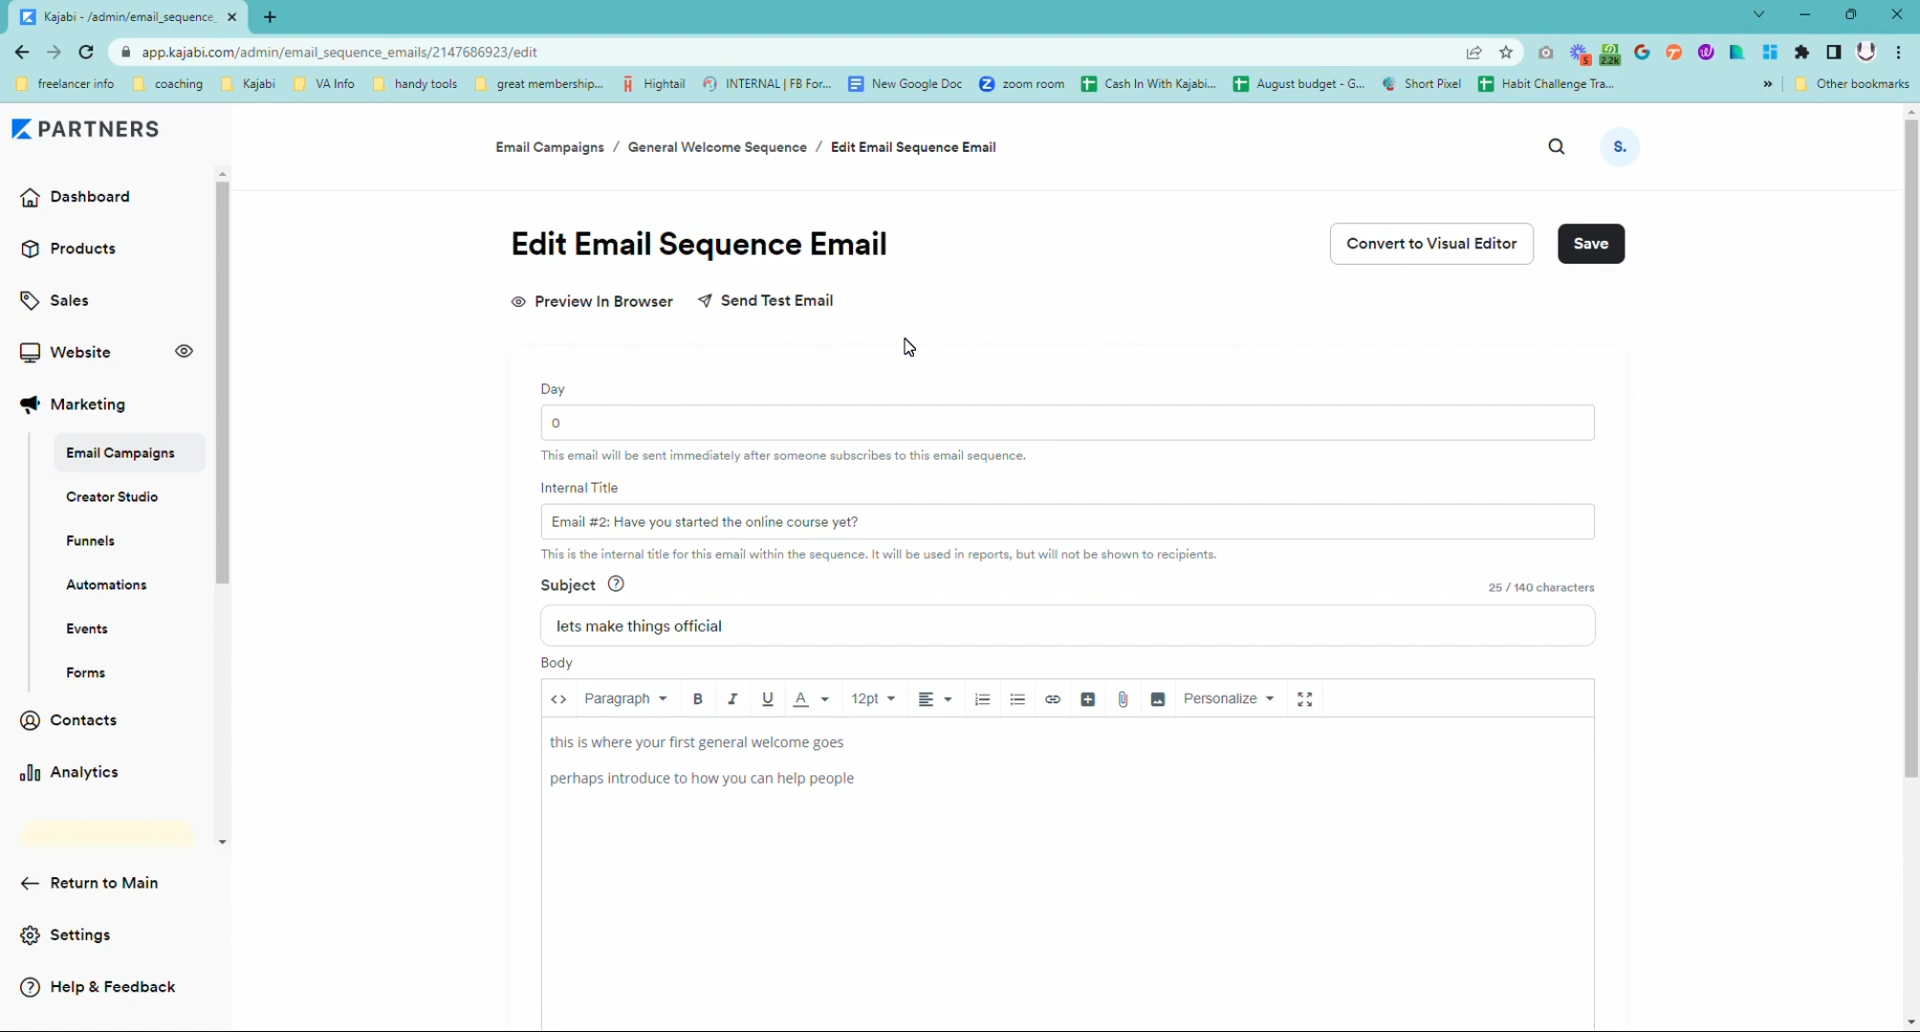 Kajabi - /admin/email_sequence_
app.kajabi.com/admin/email_sequence_emails/2147686923/edit
5
2.2k
freelancer info
coaching
Kajabi
VA Info
handy tools
great membership...
Hightail
INTERNAL | FB For...
New Google Doc
zoom room
Cash In With Kajabi...
August budget - G...
Short Pixel
Habit Challenge Tra...
»
Other bookmarks
PARTNERS
Email Campaigns / General Welcome Sequence / Edit Email Sequence Email
S.
Dashboard
Products
Sales
Website
Marketing
Email Campaigns
Creator Studio
Funnels
Automations
Events
Forms
Contacts
Analytics
Return to Main
Settings
Help & Feedback
Edit Email Sequence Email
Convert to Visual Editor
Save
Preview In Browser
Send Test Email
Day
0
This email will be sent immediately after someone subscribes to this email sequence.
Internal Title
Email #2: Have you started the online course yet?
This is the internal title for this email within the sequence. It will be used in reports, but will not be shown to recipients.
Subject
25 / 140 characters
lets make things official
Body
<> Paragraph B I U A 12pt Personalize
this is where your first general welcome goes
perhaps introduce to how you can help people